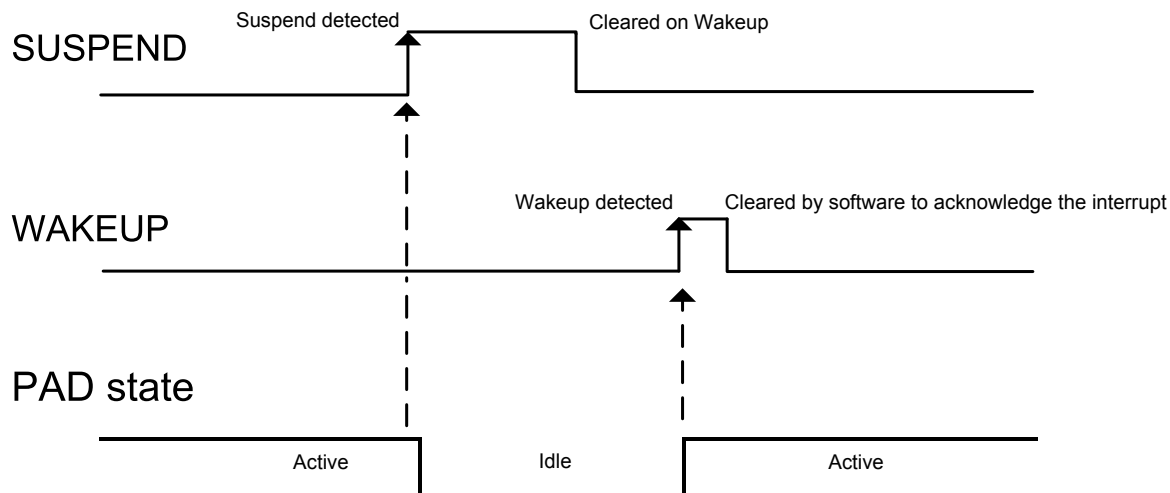 Suspend detected
Cleared on Wakeup
SUSPEND
Wakeup detected
Cleared by software to acknowledge the interrupt
WAKEUP
PAD state
Active
Idle
Active